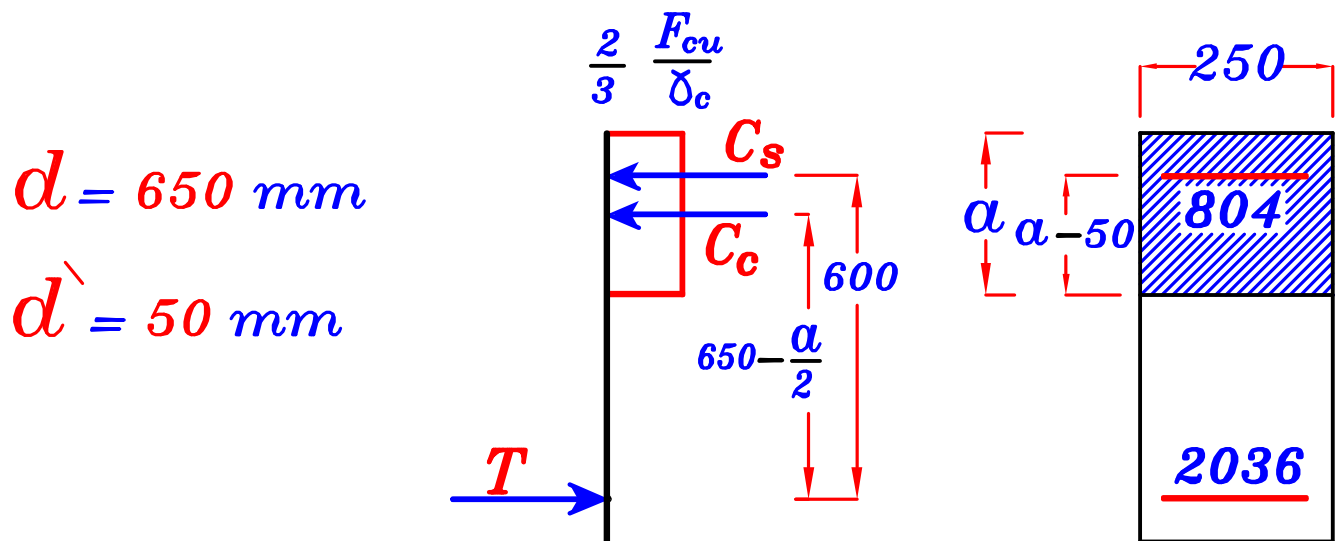 d = 650 mm
d` = 50 mm
2/3 Fcu/γc
Cs
Cc
600
650-a/2
T
250
a
a-50
804
2036